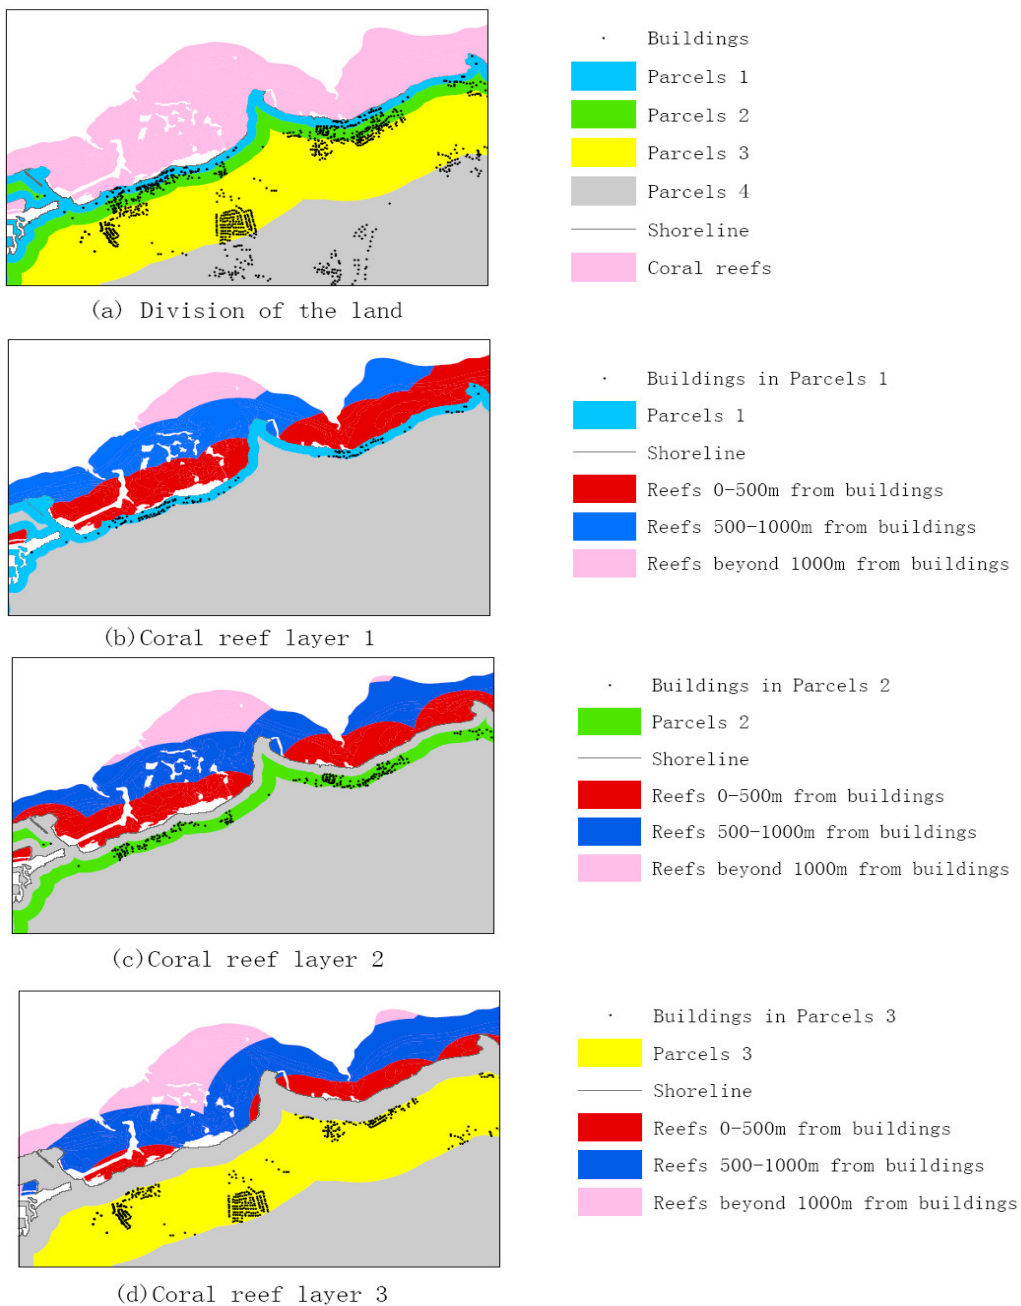 Buildings
Parcels 1
Parcels 2
Parcels 3
Parcels 4
Shoreline
Coral reefs
(a) Division of the land
Buildings in Parcels 1
Parcels 1
Shoreline
Reefs 0-500m from buildings
Reefs 500-1000m from buildings
Reefs beyond 1000m from buildings
(b)Coral reef layer 1
Buildings in Parcels 2
Parcels 2
Shoreline
Reefs 0-500m from buildings
Reefs 500-1000m from buildings
Reefs beyond 1000m from buildings
(c)Coral reef layer 2
Buildings in Parcels 3
Parcels 3
Shoreline
Reefs 0-500m from buildings
Reefs 500-1000m from buildings
Reefs beyond 1000m from buildings
(d)Coral reef layer 3